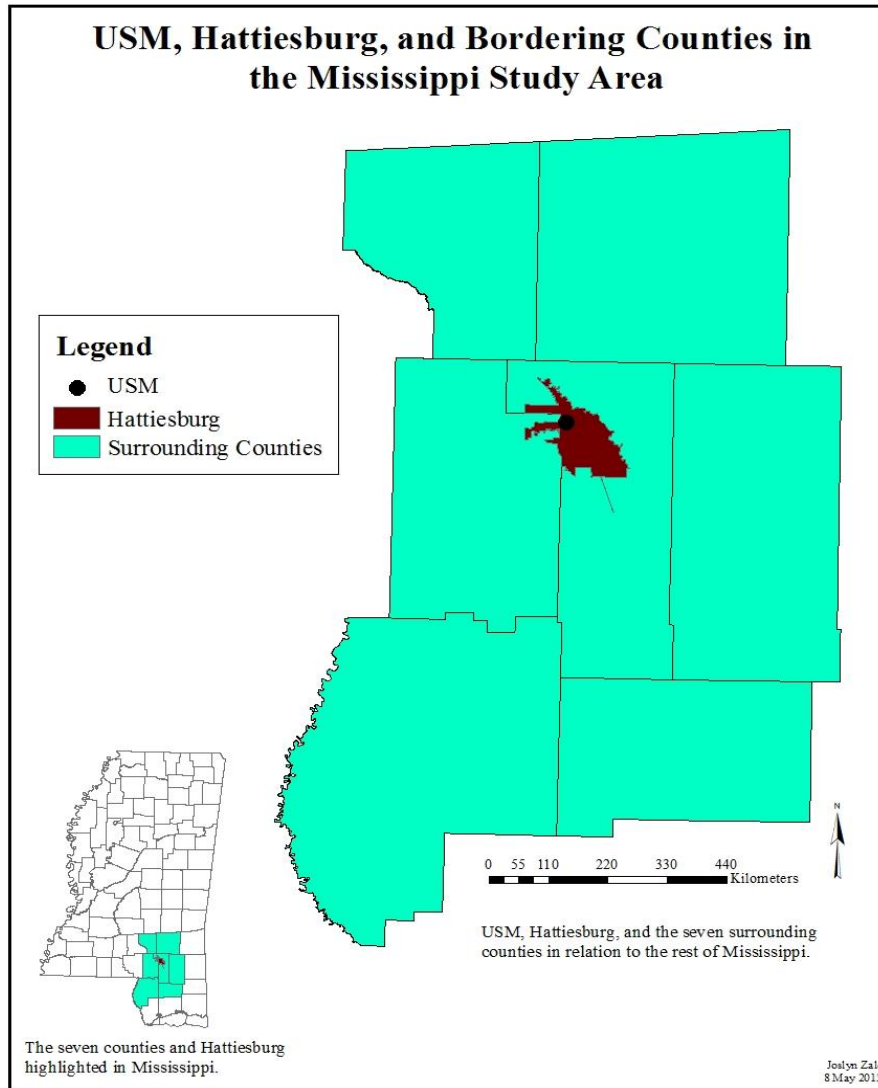 USM, Hattiesburg, and Bordering Counties in
the Mississippi Study Area
Legend
USM
Hattiesburg
Surrounding Counties
N
0 55 110 220 330 440
Kilometers
USM, Hattiesburg, and the seven surrounding
counties in relation to the rest of Mississippi.
The seven counties and Hattiesburg
highlighted in Mississippi.
Joslyn
8 May